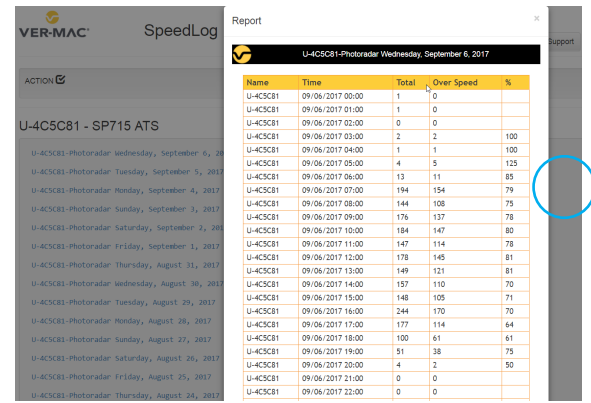 VER-MAC
SpeedLog
Report
×
Support
U-4C5C81-Photoradar Wednesday, September 6, 2017
ACTION
Name Time Total Over Speed %
U-4C5C81 09/06/2017 00:00 1 0
U-4C5C81 09/06/2017 01:00 1 0
U-4C5C81 09/06/2017 02:00 0 0
U-4C5C81 09/06/2017 03:00 2 2 100
U-4C5C81 09/06/2017 04:00 1 1 100
U-4C5C81 09/06/2017 05:00 4 5 125
U-4C5C81 09/06/2017 06:00 13 11 85
U-4C5C81 09/06/2017 07:00 194 154 79
U-4C5C81 09/06/2017 08:00 144 108 75
U-4C5C81 09/06/2017 09:00 176 137 78
U-4C5C81 09/06/2017 10:00 184 147 80
U-4C5C81 09/06/2017 11:00 147 114 78
U-4C5C81 09/06/2017 12:00 178 145 81
U-4C5C81 09/06/2017 13:00 149 121 81
U-4C5C81 09/06/2017 14:00 157 110 70
U-4C5C81 09/06/2017 15:00 148 105 71
U-4C5C81 09/06/2017 16:00 244 170 70
U-4C5C81 09/06/2017 17:00 177 114 64
U-4C5C81 09/06/2017 18:00 100 61 61
U-4C5C81 09/06/2017 19:00 51 38 75
U-4C5C81 09/06/2017 20:00 4 2 50
U-4C5C81 09/06/2017 21:00 0 0
U-4C5C81 09/06/2017 22:00 0 0
U-4C5C81 - SP715 ATS
U-4C5C81-Photoradar Wednesday, September 6, 20
U-4C5C81-Photoradar Tuesday, September 5, 2017
U-4C5C81-Photoradar Monday, September 4, 2017
U-4C5C81-Photoradar Sunday, September 3, 2017
U-4C5C81-Photoradar Saturday, September 2, 201
U-4C5C81-Photoradar Friday, September 1, 2017
U-4C5C81-Photoradar Thursday, August 31, 2017
U-4C5C81-Photoradar Wednesday, August 30, 2017
U-4C5C81-Photoradar Tuesday, August 29, 2017
U-4C5C81-Photoradar Monday, August 28, 2017
U-4C5C81-Photoradar Sunday, August 27, 2017
U-4C5C81-Photoradar Saturday, August 26, 2017
U-4C5C81-Photoradar Friday, August 25, 2017
U-4C5C81-Photoradar Thursday, August 24, 2017